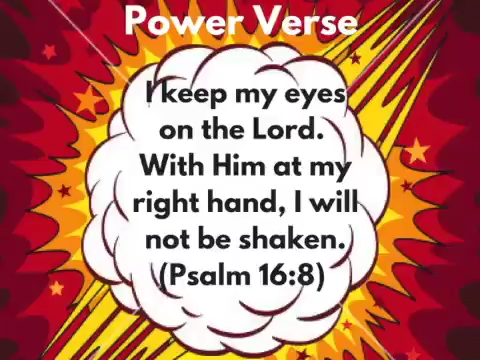 Power Verse
I keep my eyes
on the Lord.
With Him at my
right hand, I will
not be shaken.
(Psalm 16:8)